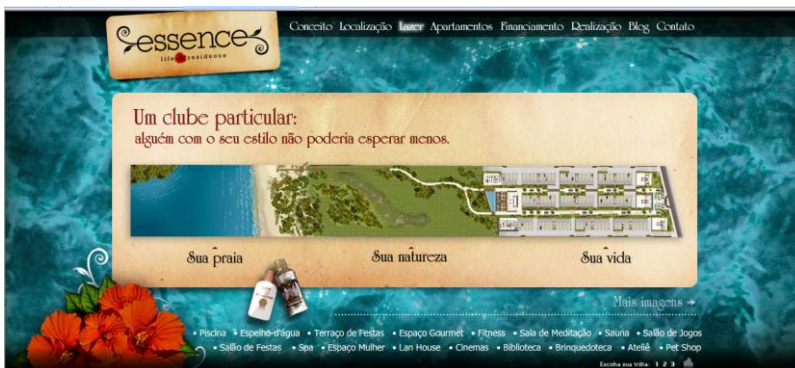 essence
life residence
Conceito Localização Lazer Apartamentos Financiamento Realização Blog Contato
Um clube particular:
alguém com o seu estilo não poderia esperar menos.
Sua praia Sua natureza Sua vida
Mais imagens
• Piscina • Espelho-d'água • Terraço de Festas • Espaço Gourmet • Fitness • Sala de Meditação • Sauna • Salão de Jogos
• Salão de Festas • Spa • Espaço Mulher • Lan House • Cinemas • Biblioteca • Brinquedoteca • Ateliê • Pet Shop
Escolha sua trilha: 1 2 3